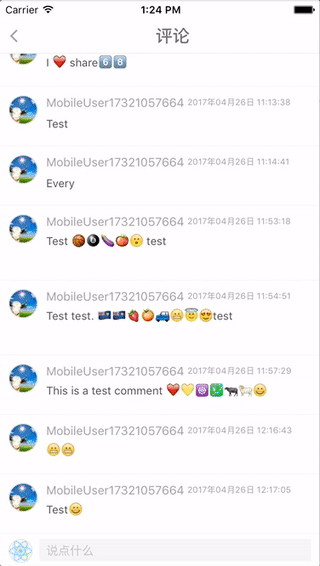 Carrier 1:24 PM
评论
I ❤️ share6️⃣8️⃣
MobileUser17321057664 2017年04月26日 11:13:38
Test
MobileUser17321057664 2017年04月26日 11:14:41
Every
MobileUser17321057664 2017年04月26日 11:53:18
Test 🏀🎱🍆🍅😮 test
MobileUser17321057664 2017年04月26日 11:54:51
Test test. 🍓🍊🚙😬😇😍test
MobileUser17321057664 2017年04月26日 11:57:29
This is a test comment ❤️💛⚛️💱🐄🐑😀
MobileUser17321057664 2017年04月26日 12:16:43
😬😬
MobileUser17321057664 2017年04月26日 12:17:05
Test😀
说点什么